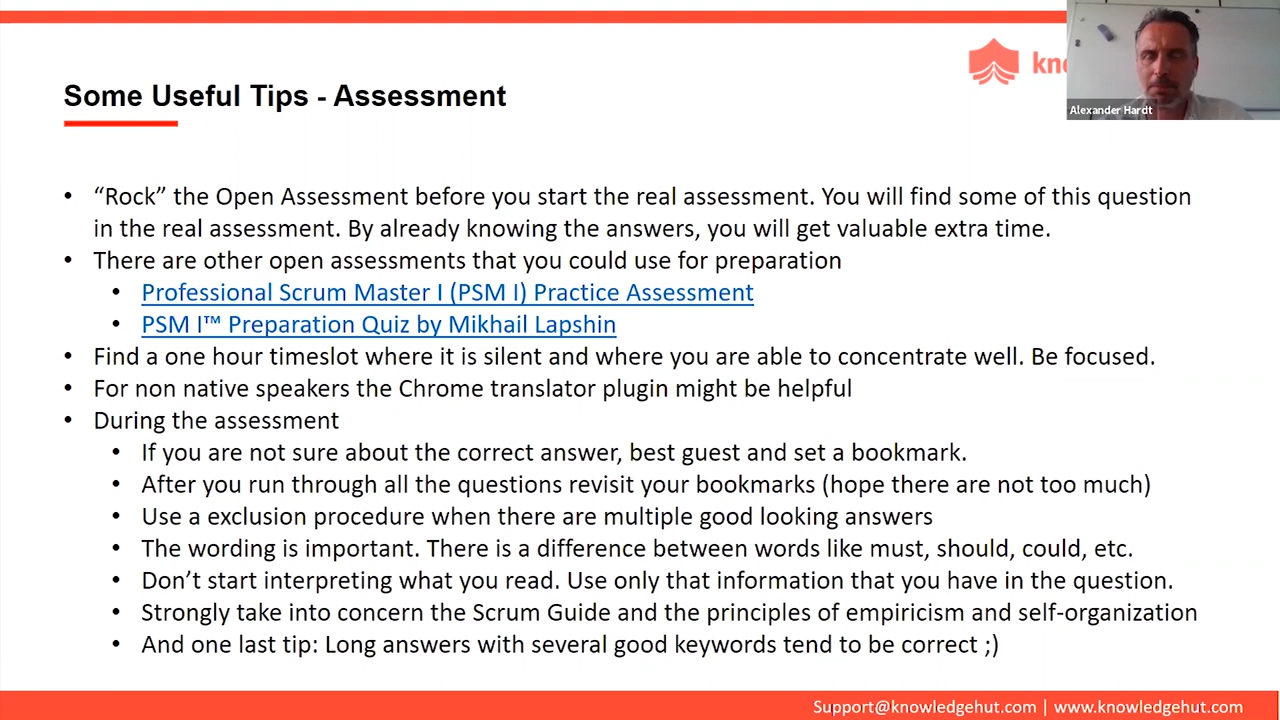 kno
Alexander Hardt
Some Useful Tips - Assessment
• “Rock” the Open Assessment before you start the real assessment. You will find some of this question
in the real assessment. By already knowing the answers, you will get valuable extra time.
• There are other open assessments that you could use for preparation
• Professional Scrum Master I (PSM I) Practice Assessment
• PSM I™ Preparation Quiz by Mikhail Lapshin
• Find a one hour timeslot where it is silent and where you are able to concentrate well. Be focused.
• For non native speakers the Chrome translator plugin might be helpful
• During the assessment
• If you are not sure about the correct answer, best guest and set a bookmark.
• After you run through all the questions revisit your bookmarks (hope there are not too much)
• Use a exclusion procedure when there are multiple good looking answers
• The wording is important. There is a difference between words like must, should, could, etc.
• Don’t start interpreting what you read. Use only that information that you have in the question.
• Strongly take into concern the Scrum Guide and the principles of empiricism and self-organization
• And one last tip: Long answers with several good keywords tend to be correct ;)
Support@knowledgehut.com | www.knowledgehut.com